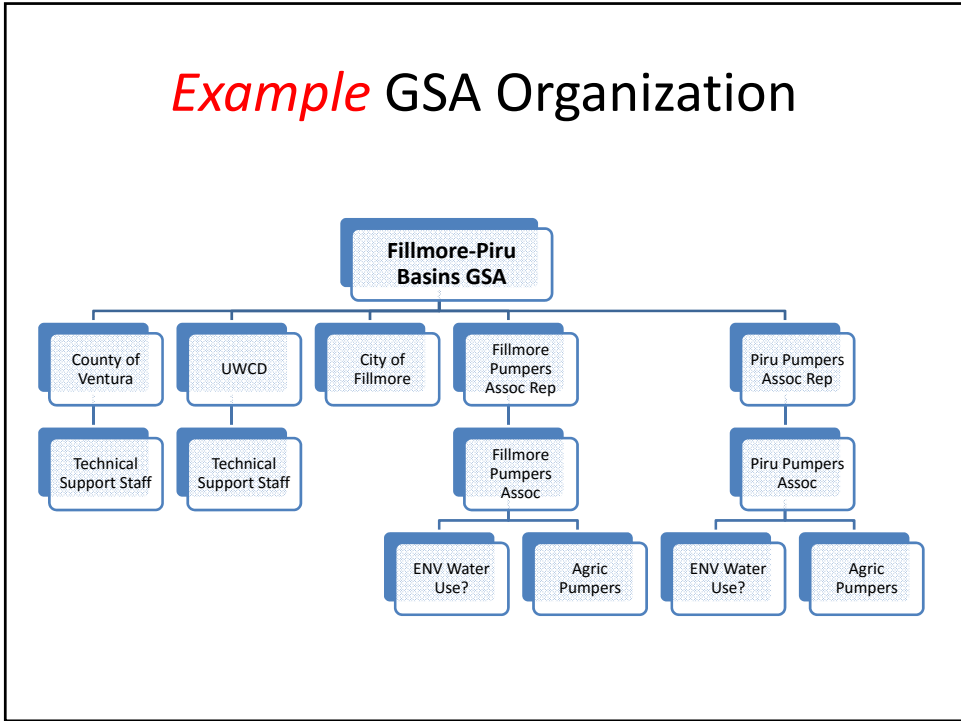 Example GSA Organization
Fillmore-Piru
Basins GSA
County of
Ventura
UWCD
City of
Fillmore
Fillmore
Pumpers
Assoc Rep
Piru Pumpers
Assoc Rep
Technical
Support Staff
Technical
Support Staff
Fillmore
Pumpers
Assoc
Piru Pumpers
Assoc
ENV Water
Use?
Agric
Pumpers
ENV Water
Use?
Agric
Pumpers